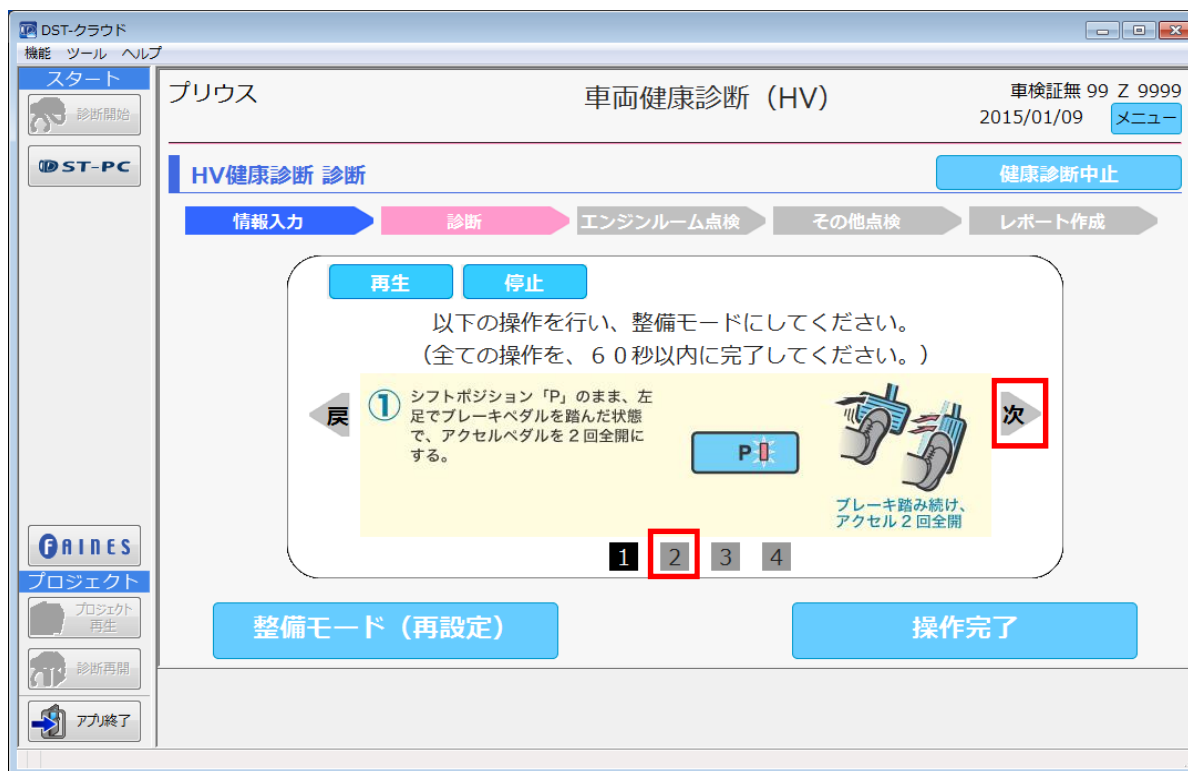 DST-クラウド
機能 ツール ヘルプ
スタート
診断開始
DST-PC
FAINES
プロジェクト
プロジェクト
再生
診断再開
アプリ終了
プリウス
車両健康診断（HV）
車検証無 99 Z 9999
2015/01/09
メニュー
HV健康診断 診断
健康診断中止
情報入力
診断
エンジンルーム点検
その他点検
レポート作成
再生
停止
以下の操作を行い、整備モードにしてください。
（全ての操作を、６０秒以内に完了してください。）
戻
①
シフトポジション「P」のまま、左
足でブレーキペダルを踏んだ状態
で、アクセルペダルを２回全開に
する。
P
ブレーキ踏み続け、
アクセル２回全開
次
1 2 3 4
整備モード（再設定）
操作完了